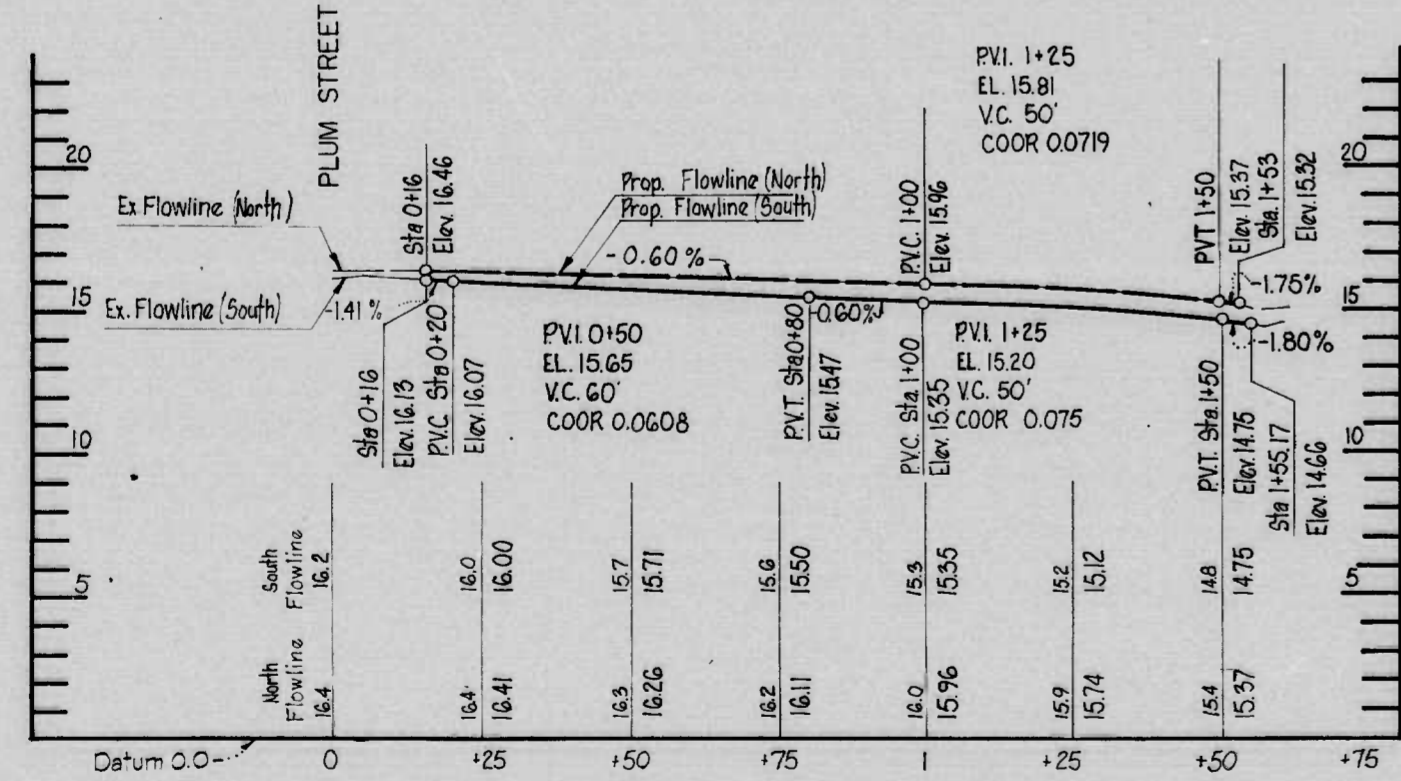 PLUM STREET
P.V.I. 1+25
EL. 15.81
V.C. 50'
COOR 0.0719
20
20
Ex Flowline (North)
Sta 0+16
Elev. 16.46
Prop. Flowline (North)
Prop. Flowline (South)
-0.60%
P.V.C. 1+00
Elev. 15.96
PVT 1+50
Elev. 15.37
Sta. 1+53
Elev. 15.32
Ex. Flowline (South)
-1.41%
-0.60%
-1.75%
-1.80%
15
15
Sta 0+16
Elev. 16.13
P.V.C. Sta 0+20
Elev. 16.07
P.V.I. 0+50
EL. 15.65
V.C. 60'
COOR 0.0608
P.V.T. Sta 0+80
Elev. 15.47
P.V.C. Sta 1+00
Elev. 15.35
P.V.I. 1+25
EL. 15.20
V.C. 50'
COOR 0.075
P.V.T. Sta. 1+50
Elev. 14.75
Sta 1+55.17
Elev. 14.66
10
10
South
Flowline
16.2
16.0
16.00
15.7
15.71
15.6
15.50
15.3
15.35
15.2
15.12
14.8
14.75
5
5
North
Flowline
16.4
16.4
16.41
16.3
16.26
16.2
16.11
16.0
15.96
15.9
15.74
15.4
15.37
Datum 0.0
0
+25
+50
+75
1
+25
+50
+75